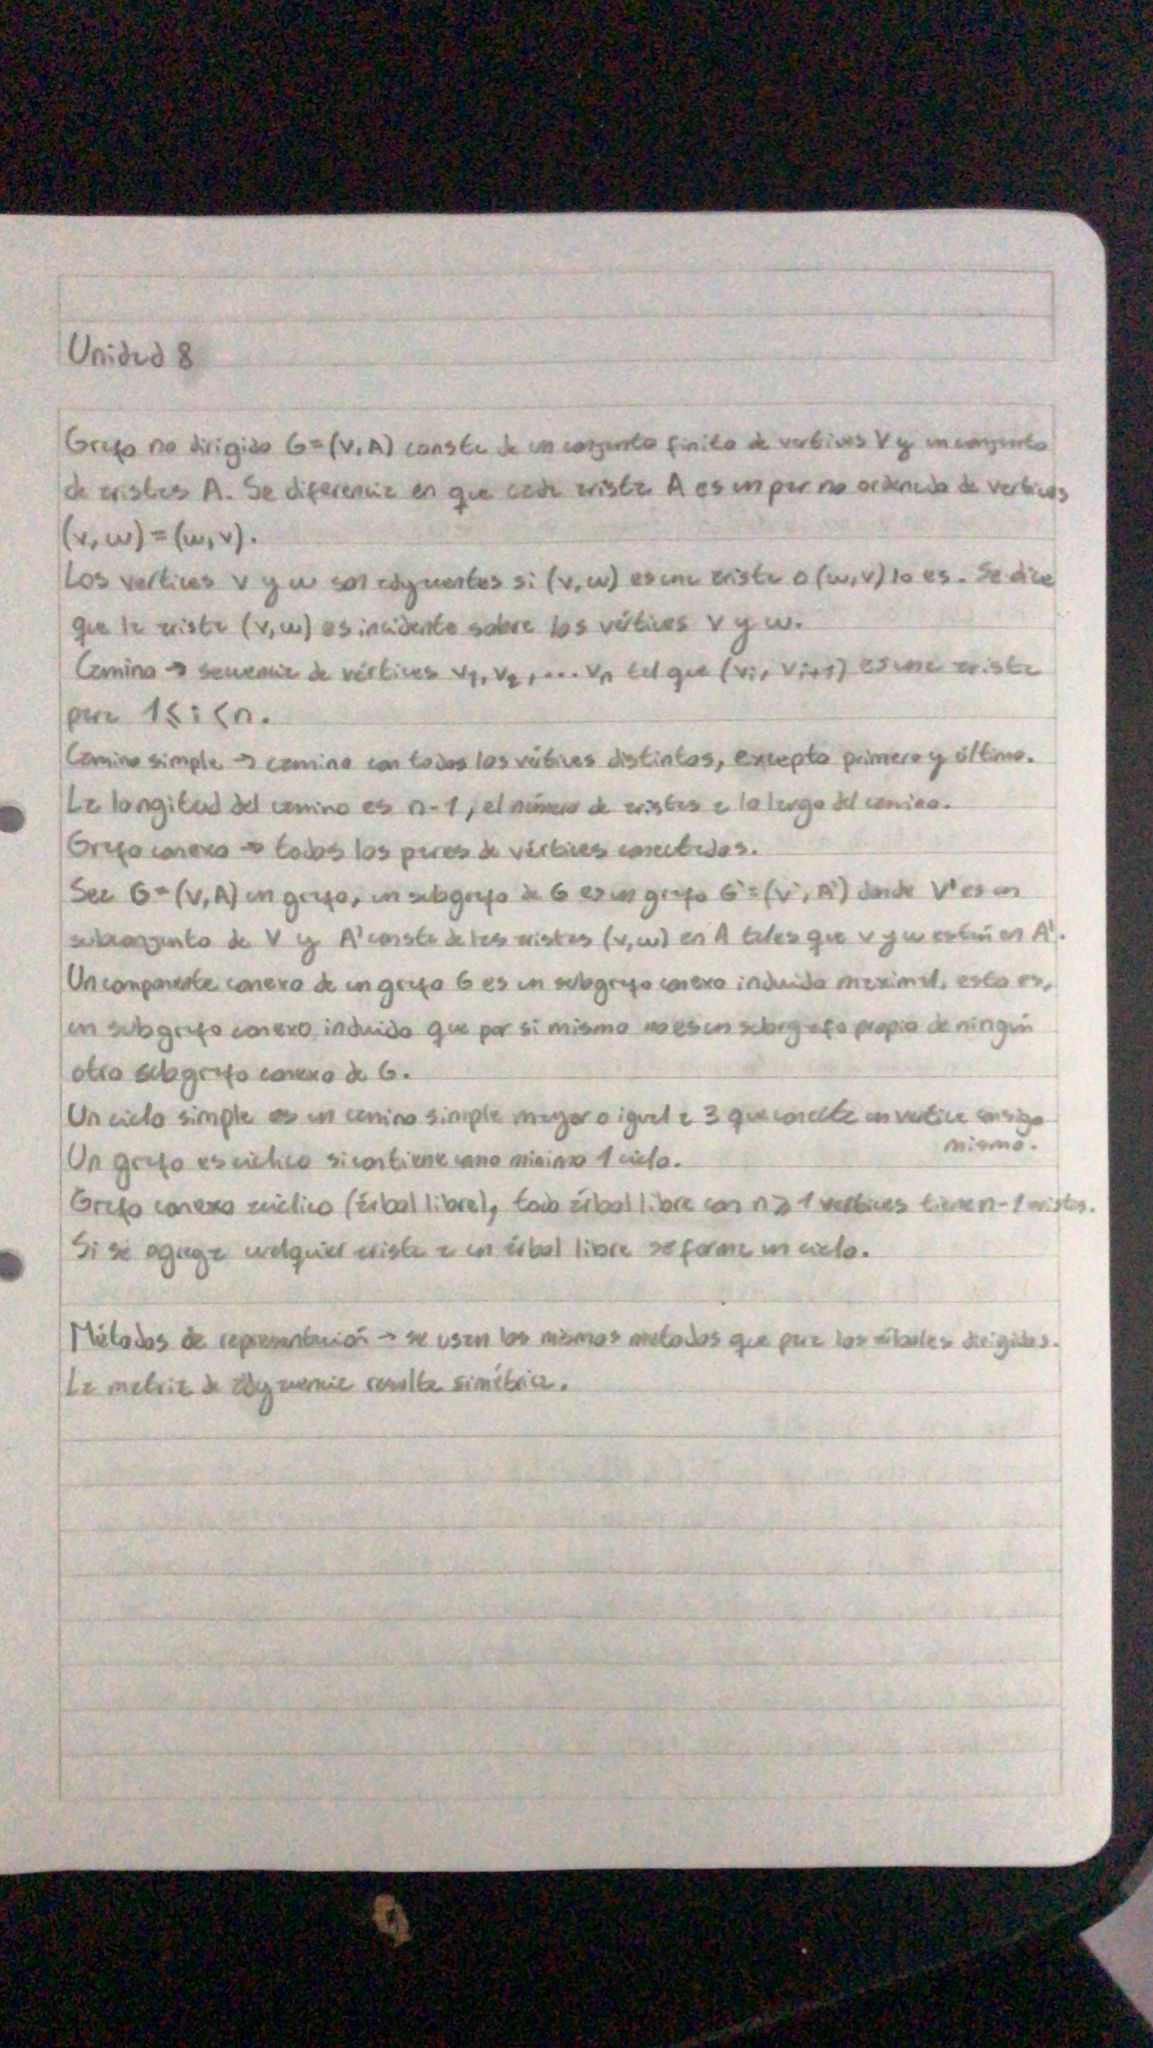 Unidad 8
Grafo no dirigido G=(V,A) consta de un conjunto finito de vertices V y un conjunto
de aristas A. Se diferencia en que cada arista A es un par no ordenado de vertices
(v,w)=(w,v).
Los vertices v y w son adyacentes si (v,w) es una arista o (w,v) lo es. Se dice
que la arista (v,w) es incidente sobre los vértices v y w.
Camino → secuencia de vértices v1, v2, ... vn tal que (vi, vi+1) es una arista
para 1≤i<n.
Camino simple → camino con todos los vértices distintos, excepto primero y último.
La longitud del camino es n-1, el número de aristas a lo largo del camino.
Grafo conexo → todos los pares de vértices conectados.
Sea G=(V,A) un grafo, un subgrafo de G es un grafo G'=(V',A') donde V' es un
subconjunto de V y A' consta de las aristas (v,w) en A tales que v y w están en A'.
Un componente conexo de un grafo G es un subgrafo conexo inducido maximal, esto es,
un subgrafo conexo inducido que por si mismo no es un subgrafo propio de ningún
otro subgrafo conexo de G.
Un ciclo simple es un camino simple mayor o igual a 3 que conecta un vertice consigo
mismo.
Un grafo es cíclico si contiene como mínimo 1 ciclo.
Grafo conexo acíclico (árbol libre), todo árbol libre con n≥1 vertices tiene n-1 aristas.
Si se agrega cualquier arista a un árbol libre se forma un ciclo.
Métodos de representación → se usan los mismos metodos que para los árboles dirigidos.
La matriz de adyacencia resulta simétrica.